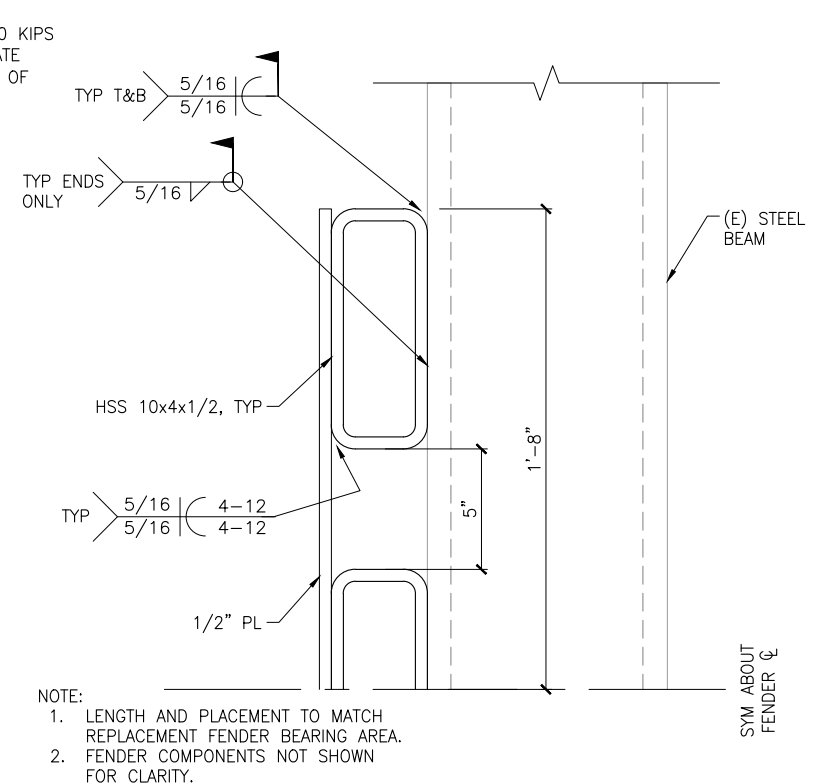 0 KIPS
ATE
OF
TYP T&B
5/16
5/16
TYP ENDS
ONLY
5/16
(E) STEEL
BEAM
HSS 10x4x1/2, TYP
1'-8"
5"
TYP
5/16
4-12
5/16
4-12
1/2" PL
SYM ABOUT
FENDER ℄
NOTE:
1. LENGTH AND PLACEMENT TO MATCH
REPLACEMENT FENDER BEARING AREA.
2. FENDER COMPONENTS NOT SHOWN
FOR CLARITY.